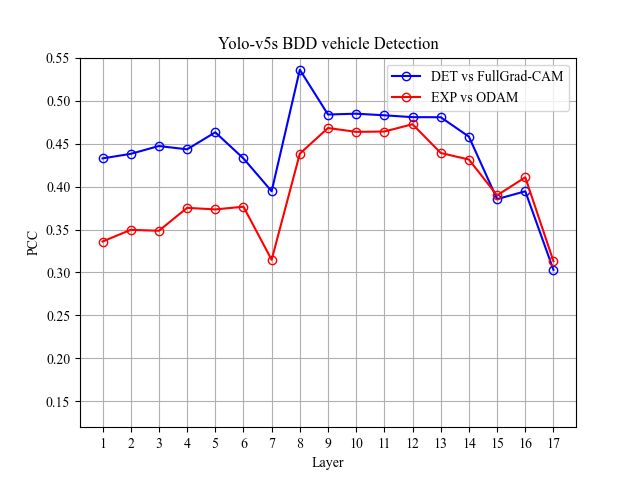 Yolo-v5s BDD vehicle Detection
DET vs FullGrad-CAM
EXP vs ODAM
PCC
0.55
0.50
0.45
0.40
0.35
0.30
0.25
0.20
0.15
1 2 3 4 5 6 7 8 9 10 11 12 13 14 15 16 17
Layer